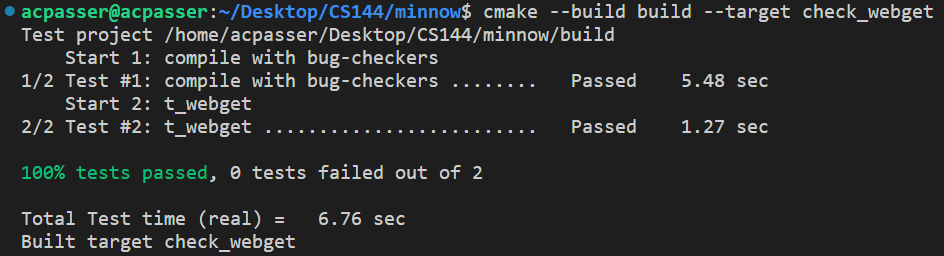 acpasser@acpasser:~/Desktop/CS144/minnow$ cmake --build build --target check_webget
Test project /home/acpasser/Desktop/CS144/minnow/build
    Start 1: compile with bug-checkers
1/2 Test #1: compile with bug-checkers ........   Passed    5.48 sec
    Start 2: t_webget
2/2 Test #2: t_webget .........................   Passed    1.27 sec

100% tests passed, 0 tests failed out of 2

Total Test time (real) =   6.76 sec
Built target check_webget